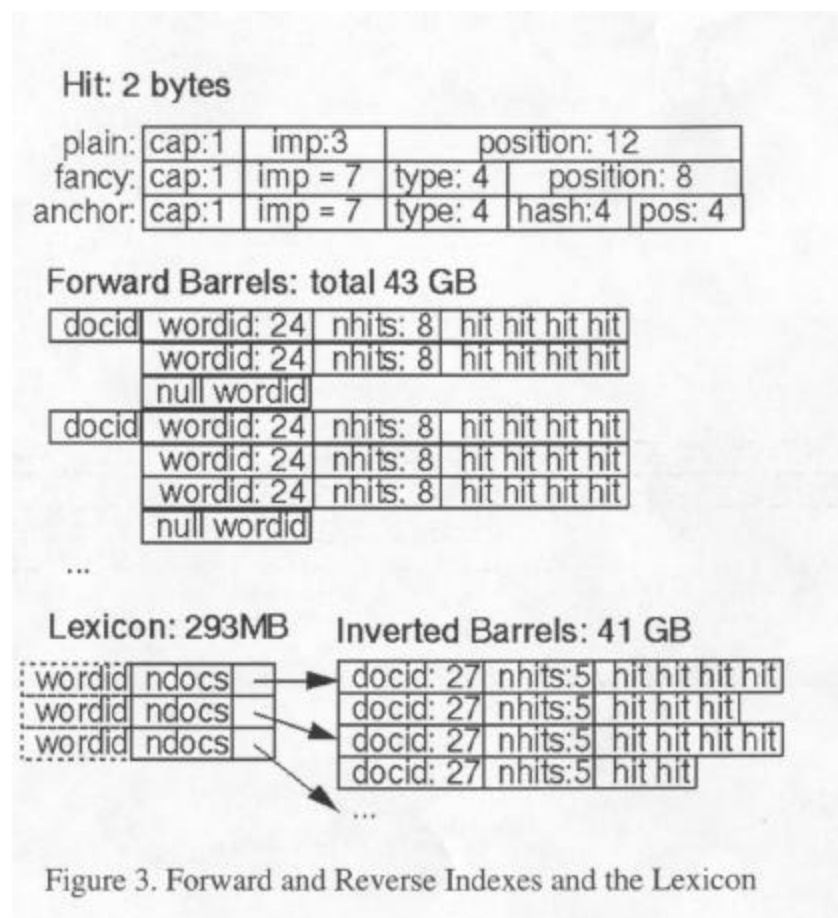 Hit: 2 bytes
plain: cap:1 imp:3 position: 12
fancy: cap:1 imp = 7 type: 4 position: 8
anchor: cap:1 imp = 7 type: 4 hash:4 pos: 4
Forward Barrels: total 43 GB
docid wordid: 24 nhits: 8 hit hit hit hit
wordid: 24 nhits: 8 hit hit hit hit
null wordid
docid wordid: 24 nhits: 8 hit hit hit hit
wordid: 24 nhits: 8 hit hit hit hit
wordid: 24 nhits: 8 hit hit hit hit
null wordid
...
Lexicon: 293MB Inverted Barrels: 41 GB
wordid ndocs docid: 27 nhits:5 hit hit hit hit
wordid ndocs docid: 27 nhits:5 hit hit hit
wordid ndocs docid: 27 nhits:5 hit hit hit hit
docid: 27 nhits:5 hit hit
...
Figure 3. Forward and Reverse Indexes and the Lexicon